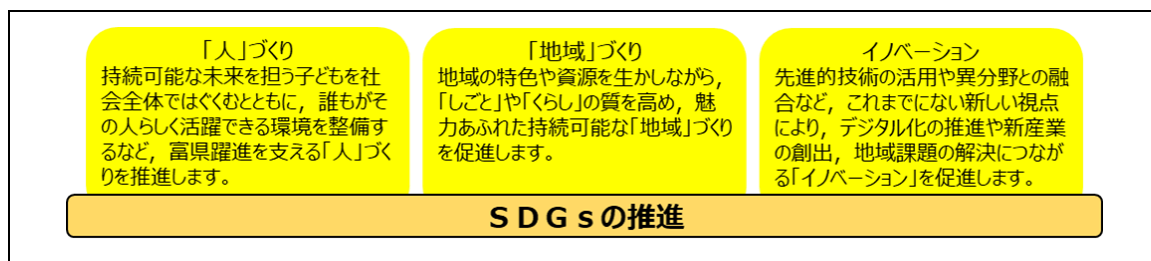 「人」づくり
持続可能な未来を担う子どもを社
会全体ではぐくむとともに，誰もがそ
の人らしく活躍できる環境を整備す
るなど，富県躍進を支える「人」づく
りを推進します。
「地域」づくり
地域の特色や資源を生かしながら，
「しごと」や「くらし」の質を高め，魅
力あふれた持続可能な「地域」づくり
を促進します。
イノベーション
先進的技術の活用や異分野との融
合など，これまでにない新しい視点
により，デジタル化の推進や新産業
の創出，地域課題の解決につなが
る「イノベーション」を促進します。
ＳＤＧｓの推進